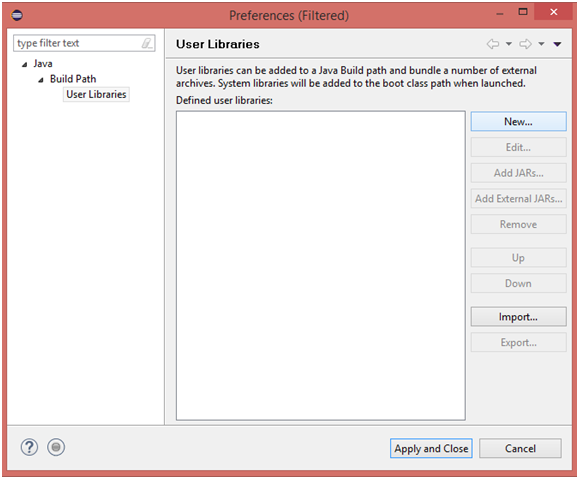 Preferences (Filtered)
type filter text
Java
Build Path
User Libraries
User Libraries
User libraries can be added to a Java Build path and bundle a number of external
archives. System libraries will be added to the boot class path when launched.
Defined user libraries:
New...
Edit...
Add JARs...
Add External JARs...
Remove
Up
Down
Import...
Export...
Apply and Close
Cancel